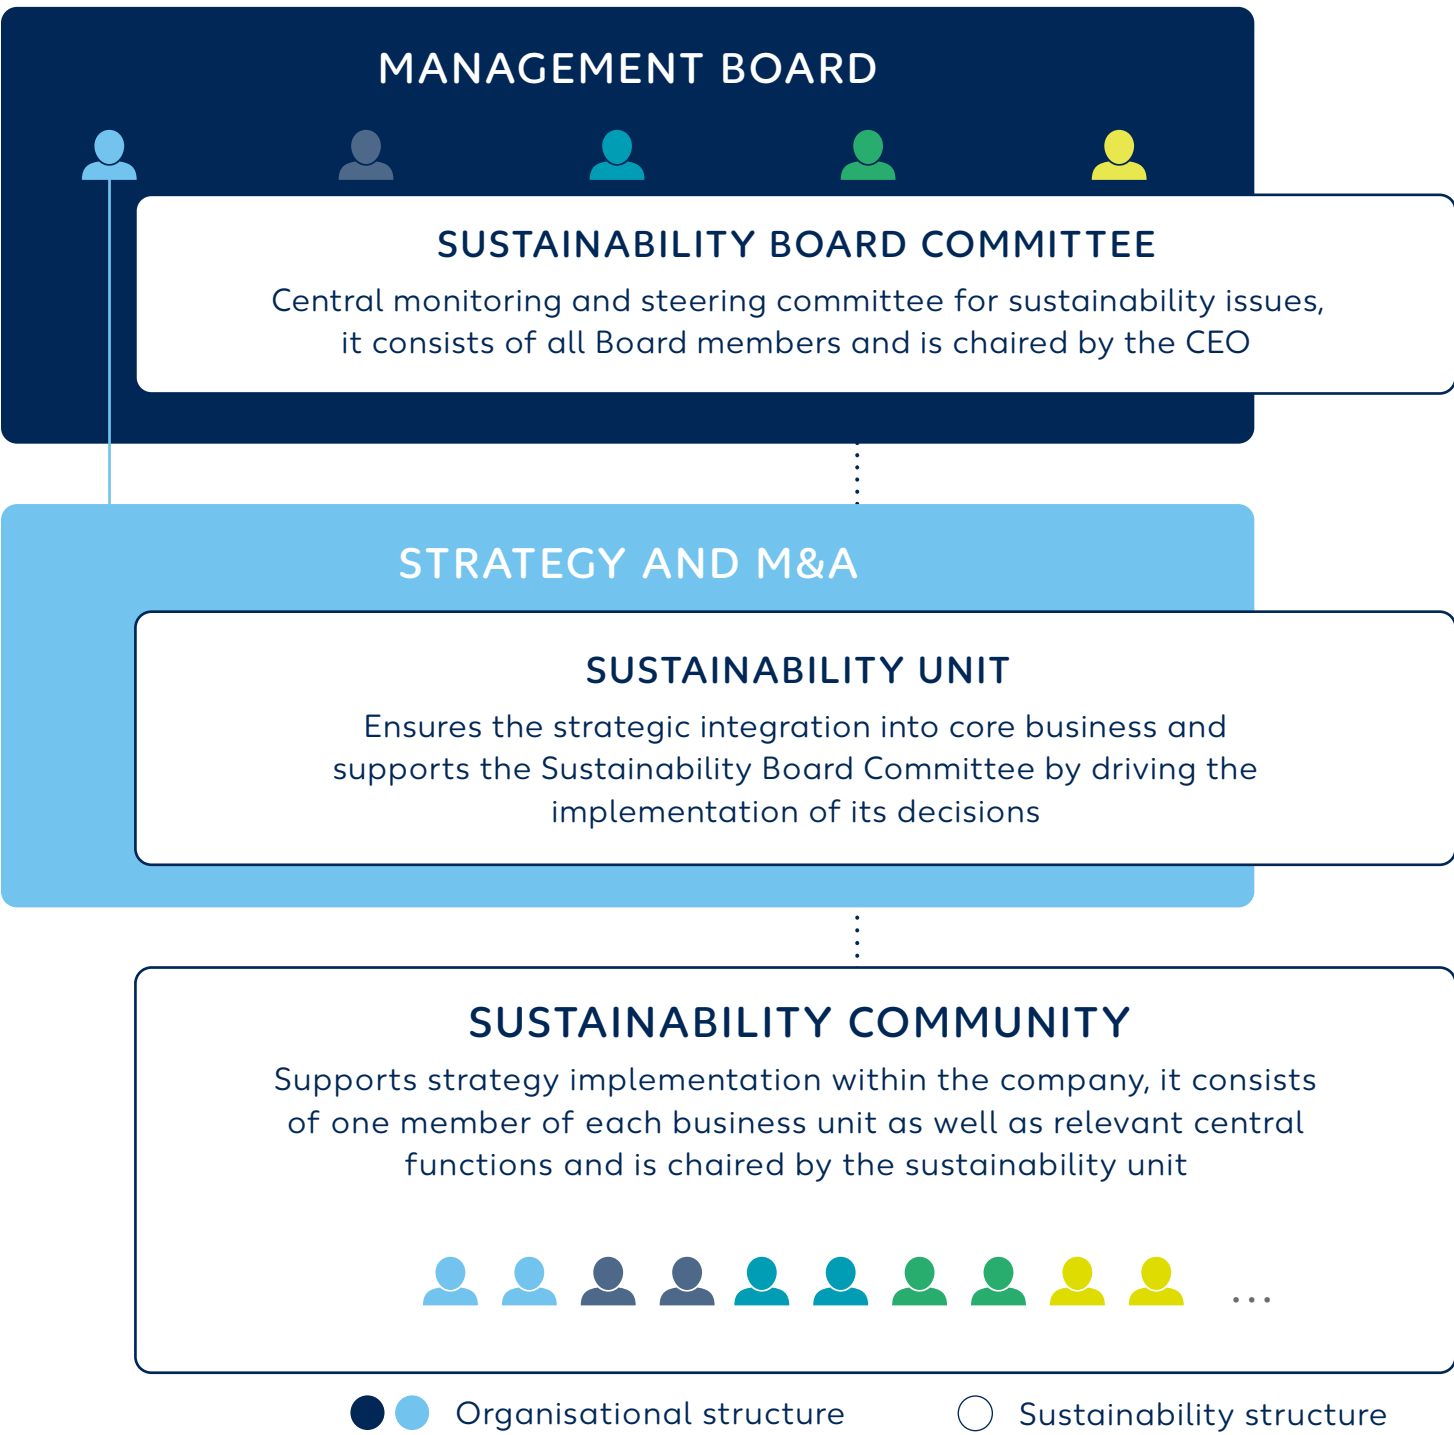 MANAGEMENT BOARD
SUSTAINABILITY BOARD COMMITTEE
Central monitoring and steering committee for sustainability issues,
it consists of all Board members and is chaired by the CEO
STRATEGY AND M&A
SUSTAINABILITY UNIT
Ensures the strategic integration into core business and
supports the Sustainability Board Committee by driving the
implementation of its decisions
SUSTAINABILITY COMMUNITY
Supports strategy implementation within the company, it consists
of one member of each business unit as well as relevant central
functions and is chaired by the sustainability unit
...
Organisational structure
Sustainability structure